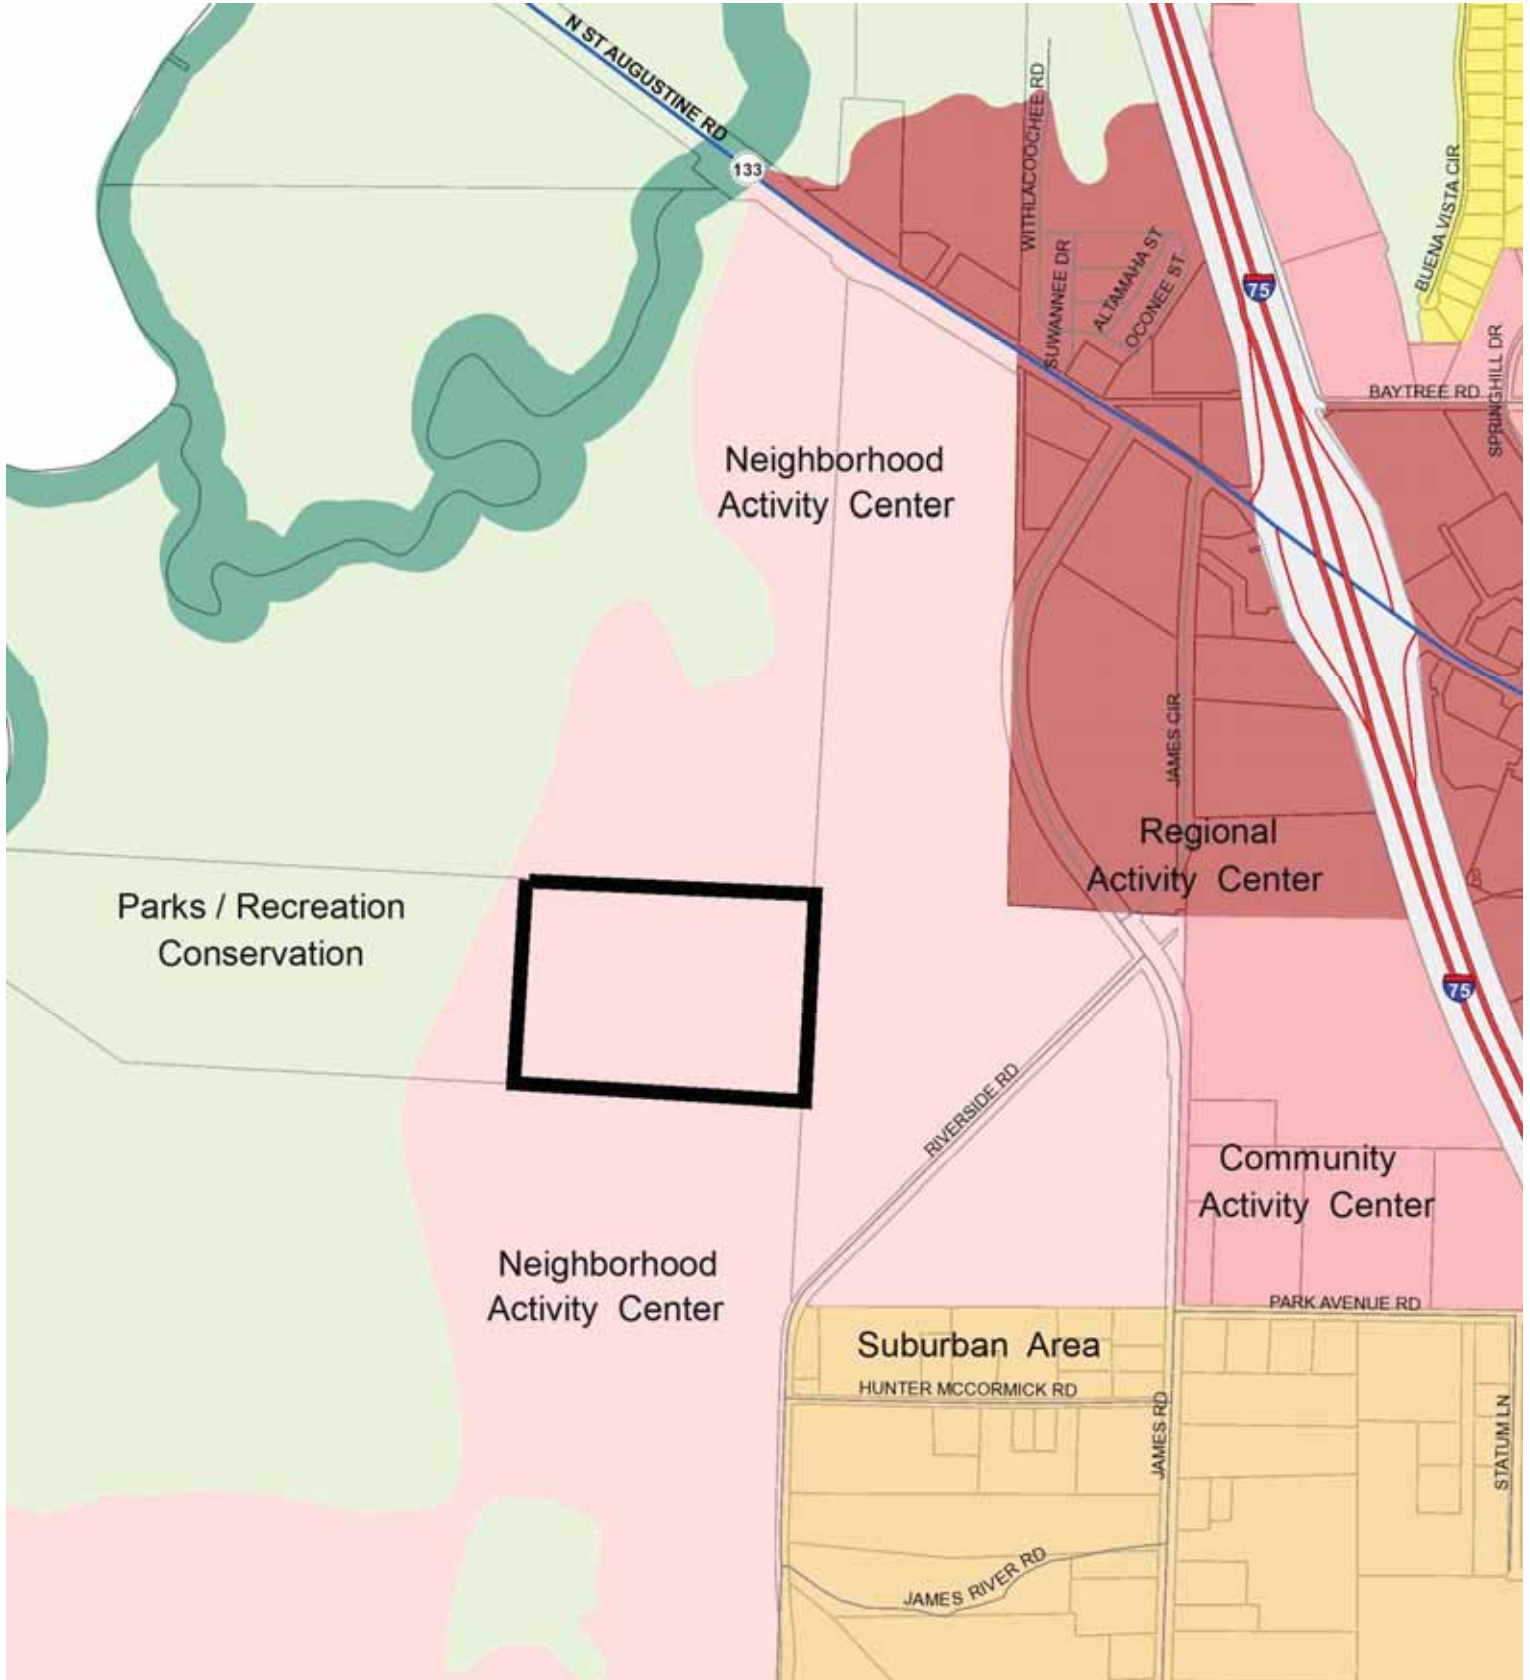 N ST AUGUSTINE RD
133
WITHLACOOCHEE RD
SUWANNEE DR
ALTAMAHA ST
OCONEE ST
75
BUENA VISTA CIR
BAYTREE RD
SPRINGHILL DR
Neighborhood
Activity Center
JAMES CIR
Regional
Activity Center
Parks / Recreation
Conservation
75
RIVERSIDE RD
Community
Activity Center
Neighborhood
Activity Center
PARK AVENUE RD
Suburban Area
HUNTER MCCORMICK RD
JAMES RD
STATUM LN
JAMES RIVER RD